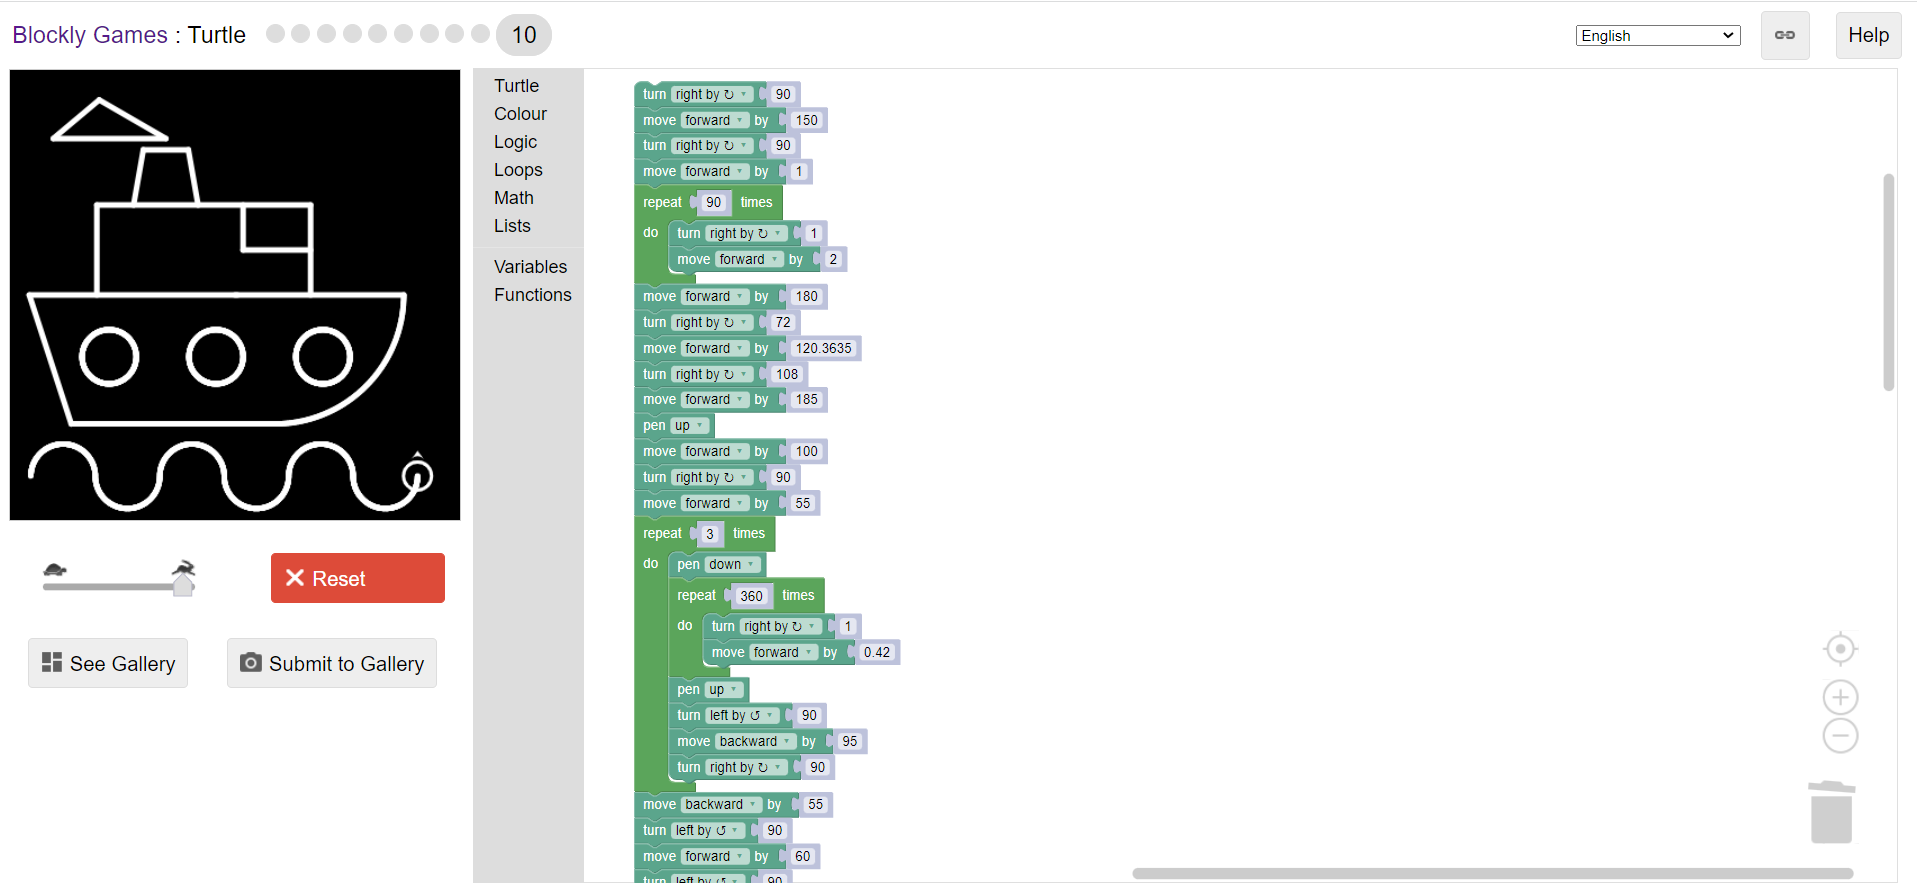 Blockly Games : Turtle 10
English
Help
Turtle
Colour
Logic
Loops
Math
Lists
Variables
Functions
turn right by ↻ 90
move forward by 150
turn right by ↻ 90
move forward by 1
repeat 90 times
do turn right by ↻ 1
move forward by 2
move forward by 180
turn right by ↻ 72
move forward by 120.3635
turn right by ↻ 108
move forward by 185
pen up
move forward by 100
turn right by ↻ 90
move forward by 55
repeat 3 times
do pen down
repeat 360 times
do turn right by ↻ 1
move forward by 0.42
pen up
turn left by ↺ 90
move backward by 95
turn right by ↻ 90
move backward by 55
turn left by ↺ 90
move forward by 60
turn left by ↺ 90
Reset
See Gallery
Submit to Gallery